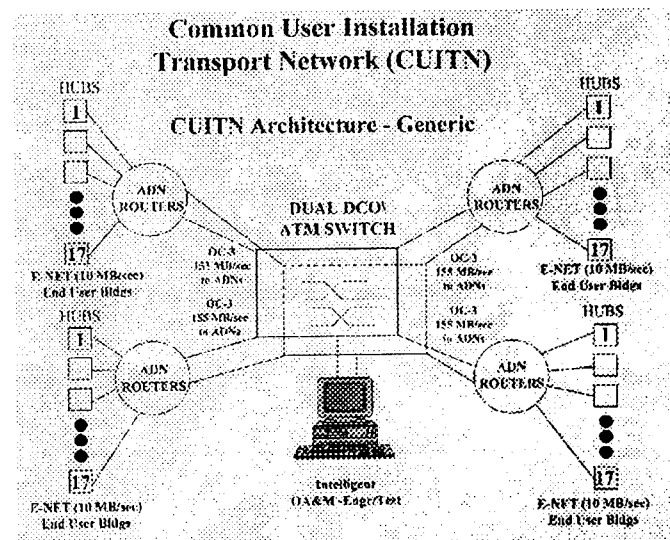 Common User Installation
Transport Network (CUITN)
CUITN Architecture - Generic
HUBS
1
17
E-NET (10 MB/sec)
End User Bldgs
ADN
ROUTERS
HUBS
1
17
E-NET (10 MB/sec)
End User Bldgs
ADN
ROUTERS
DUAL DCO\
ATM SWITCH
OC-3
155 MB/sec
to ADNs
OC-3
155 MB/sec
to ADNs
OC-3
155 MB/sec
to ADNs
OC-3
155 MB/sec
to ADNs
HUBS
1
17
E-NET (10 MB/sec)
End User Bldgs
ADN
ROUTERS
HUBS
1
17
E-NET (10 MB/sec)
End User Bldgs
ADN
ROUTERS
Intelligent
OA&M -Engr/Test